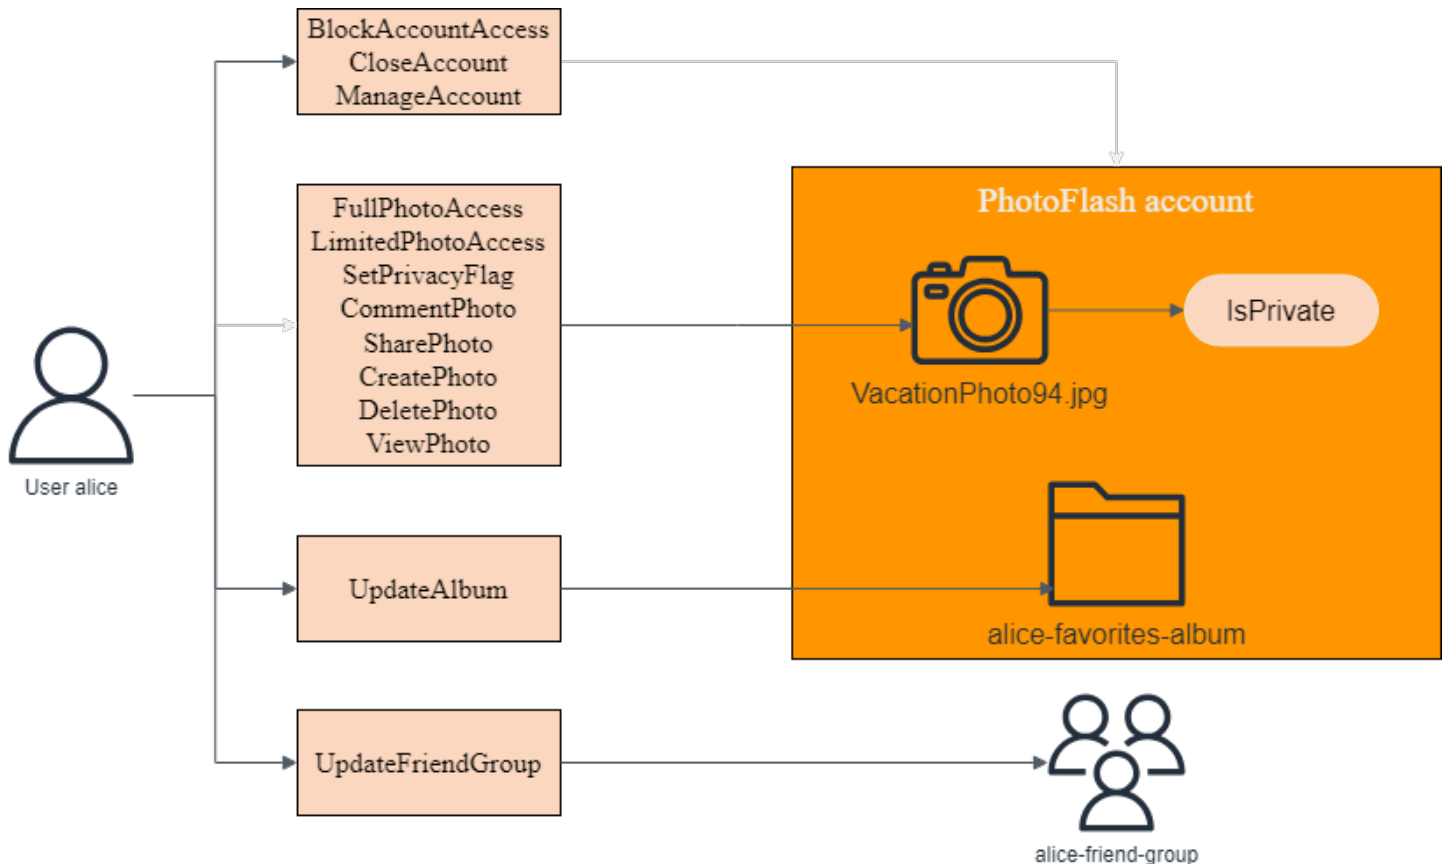 BlockAccountAccess
CloseAccount
ManageAccount
PhotoFlash account
FullPhotoAccess
LimitedPhotoAccess
SetPrivacyFlag
CommentPhoto
SharePhoto
CreatePhoto
DeletePhoto
ViewPhoto
IsPrivate
VacationPhoto94.jpg
User alice
UpdateAlbum
alice-favorites-album
UpdateFriendGroup
alice-friend-group